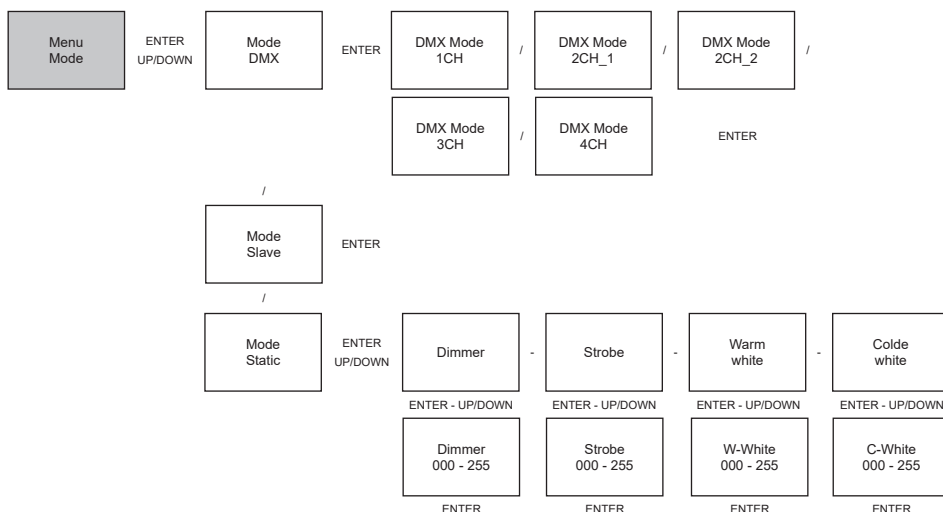 Menu
Mode
ENTER
UP/DOWN
Mode
DMX
ENTER
DMX Mode
1CH
/
DMX Mode
2CH_1
/
DMX Mode
2CH_2
/
DMX Mode
3CH
/
DMX Mode
4CH
ENTER
/
Mode
Slave
ENTER
/
Mode
Static
ENTER
UP/DOWN
Dimmer
-
Strobe
-
Warm
white
-
Colde
white
ENTER - UP/DOWN
ENTER - UP/DOWN
ENTER - UP/DOWN
ENTER - UP/DOWN
Dimmer
000 - 255
Strobe
000 - 255
W-White
000 - 255
C-White
000 - 255
ENTER
ENTER
ENTER
ENTER